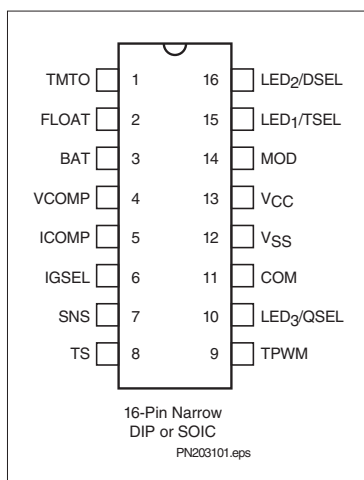 TMTO 1 16 LED2/DSEL
FLOAT 2 15 LED1/TSEL
BAT 3 14 MOD
VCOMP 4 13 VCC
ICOMP 5 12 VSS
IGSEL 6 11 COM
SNS 7 10 LED3/QSEL
TS 8 9 TPWM
16-Pin Narrow
DIP or SOIC
PN203101.eps